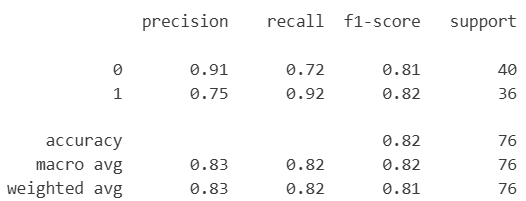 precision recall f1-score support
0 0.91 0.72 0.81 40
1 0.75 0.92 0.82 36
accuracy 0.82 76
macro avg 0.83 0.82 0.82 76
weighted avg 0.83 0.82 0.81 76